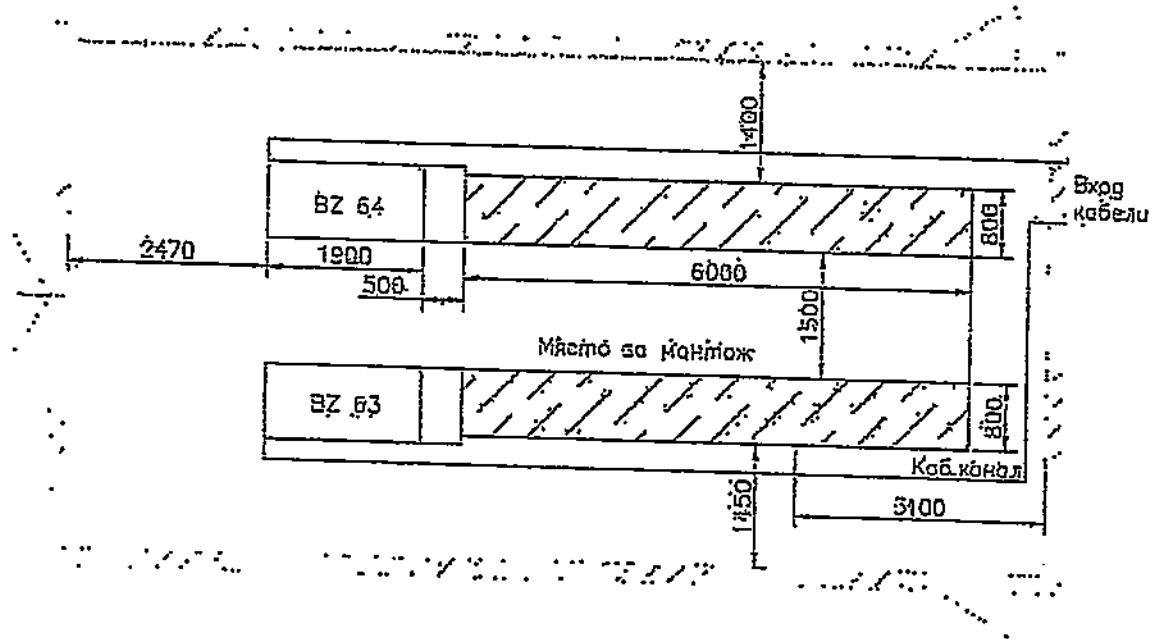 1400
BZ 64
800
Вход
кабели
2470
1900
6000
500
1500
Място за монтаж
BZ 63
800
Каб.канал
1450
3100